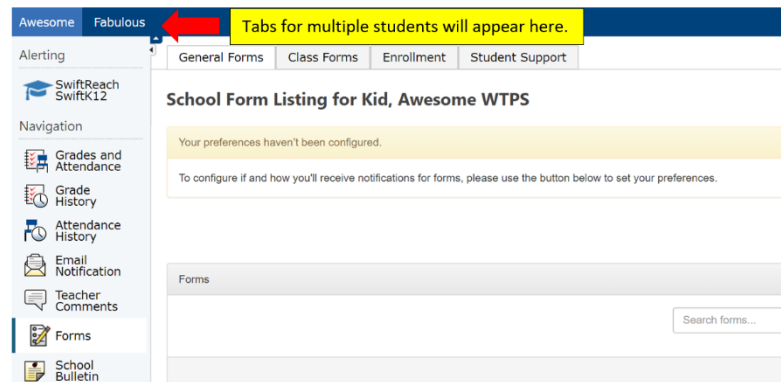 Awesome Fabulous
Tabs for multiple students will appear here.
Alerting
SwiftReach
SwiftK12
Navigation
Grades and
Attendance
Grade
History
Attendance
History
Email
Notification
Teacher
Comments
Forms
School
Bulletin
General Forms Class Forms Enrollment Student Support
School Form Listing for Kid, Awesome WTPS
Your preferences haven't been configured.
To configure if and how you'll receive notifications for forms, please use the button below to set your preferences.
Forms
Search forms...